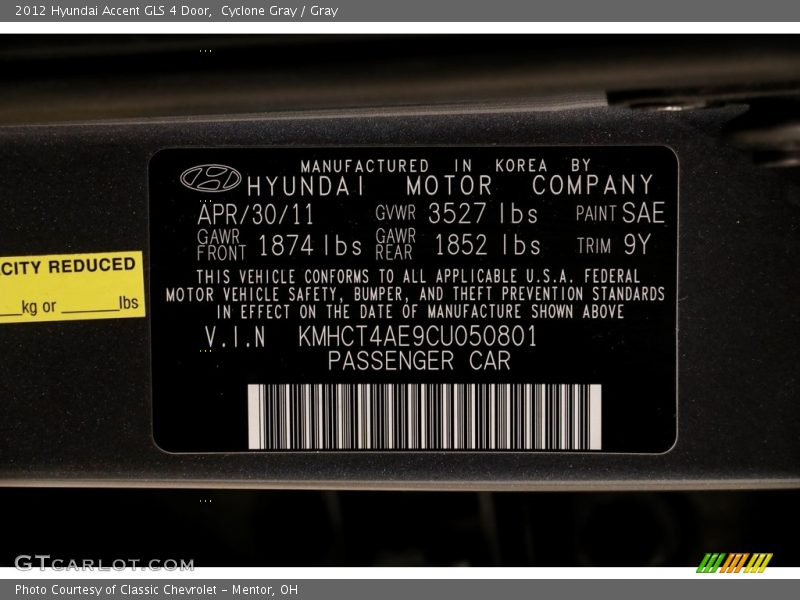 2012 Hyundai Accent GLS 4 Door,  Cyclone Gray / Gray
MANUFACTURED IN KOREA BY
HYUNDAI MOTOR COMPANY
APR/30/11 GVWR 3527 lbs PAINT SAE
GAWR FRONT 1874 lbs GAWR REAR 1852 lbs TRIM 9Y
THIS VEHICLE CONFORMS TO ALL APPLICABLE U.S.A. FEDERAL
MOTOR VEHICLE SAFETY, BUMPER, AND THEFT PREVENTION STANDARDS
IN EFFECT ON THE DATE OF MANUFACTURE SHOWN ABOVE
V.I.N KMHCT4AE9CU050801
PASSENGER CAR
CITY REDUCED
___kg or ______lbs
GTCARLOT.COM
Photo Courtesy of Classic Chevrolet - Mentor, OH